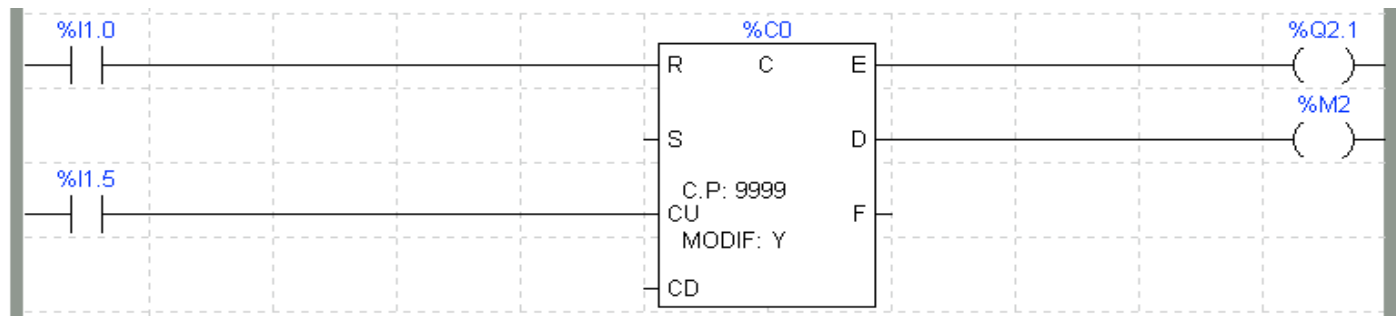 %I1.0 %C0 %Q2.1
R C E
%M2
S D
%I1.5
C.P: 9999
CU F
MODIF: Y
CD